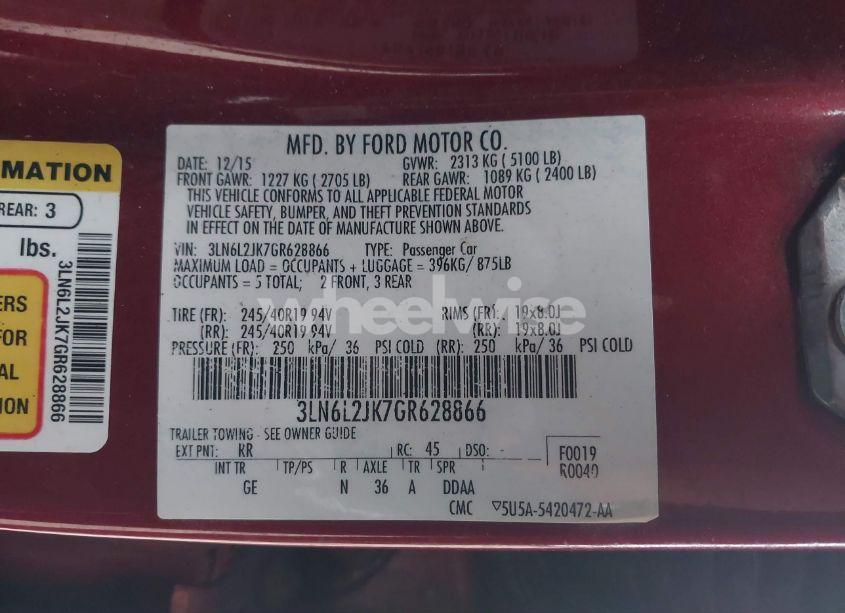 MFD. BY FORD MOTOR CO.
DATE: 12/15 GVWR: 2313 KG ( 5100 LB)
FRONT GAWR: 1227 KG ( 2705 LB) REAR GAWR: 1089 KG ( 2400 LB)
THIS VEHICLE CONFORMS TO ALL APPLICABLE FEDERAL MOTOR
VEHICLE SAFETY, BUMPER, AND THEFT PREVENTION STANDARDS
IN EFFECT ON THE DATE OF MANUFACTURE SHOWN ABOVE.
VIN: 3LN6L2JK7GR628866 TYPE: Passenger Car
MAXIMUM LOAD = OCCUPANTS + LUGGAGE = 396KG/ 875LB
OCCUPANTS = 5 TOTAL; 2 FRONT, 3 REAR
TIRE (FR): 245/40R19 94V RIMS (FR): 19x8.0J
(RR): 245/40R19 94V (RR): 19x8.0J
PRESSURE (FR): 250 kPa/ 36 PSI COLD (RR): 250 kPa/ 36 PSI COLD
3LN6L2JK7GR628866
TRAILER TOWING - SEE OWNER GUIDE
EXT PNT: RR RC: 45 DSO: - F0019
R0040
INT TR TP/PS R AXLE TR SPR
GE N 36 A DDAA
CMC 5U5A-5420472-AA
MATION
REAR: 3
lbs.
ERS
FOR
AL
ION
3LN6L2JK7GR628866
wheelwise